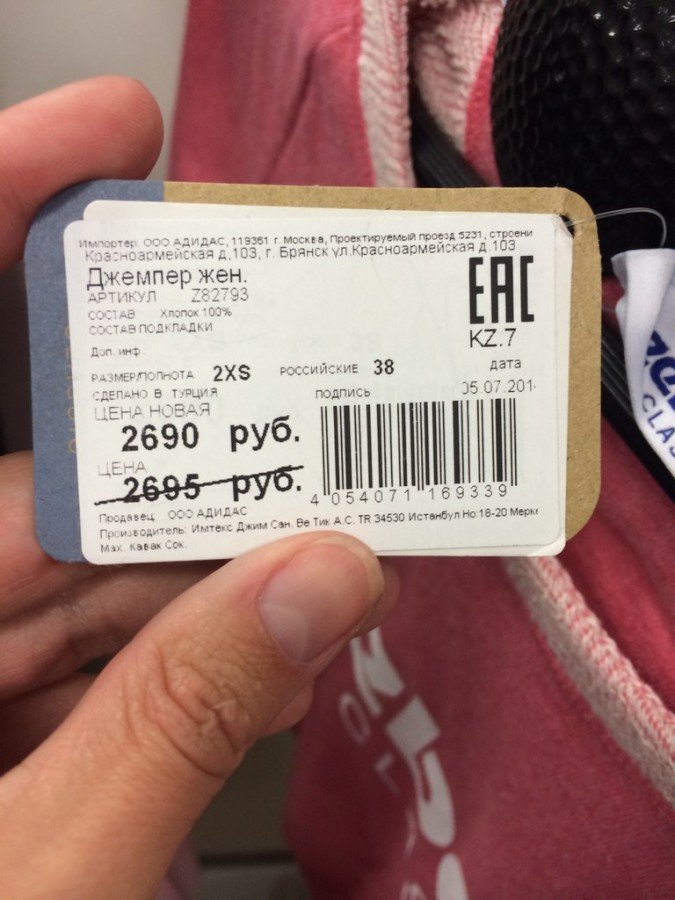 Импортер: ООО АДИДАС, 119361 г. Москва, Проектируемый проезд 5231, строени
Красноармейская д,103, г. Брянск ул.Красноармейская д.103
Джемпер жен.
АРТИКУЛ Z82793
СОСТАВ Хлопок 100%
СОСТАВ ПОДКЛАДКИ
EAC
KZ.7
Доп. инф.:
РАЗМЕР/ПОЛНОТА 2XS РОССИЙСКИЕ 38 дата
СДЕЛАНО В ТУРЦИЯ подпись 05.07.201
ЦЕНА НОВАЯ
2690 руб.
ЦЕНА
2695 руб.
4 054071 169339
Продавец: ООО АДИДАС
Производитель: Имтекс Джим Сан. Ве Тик А.С. TR 34530 Истанбул Но:18-20 Мерке
Мах. Кавак Сок.
CLAS